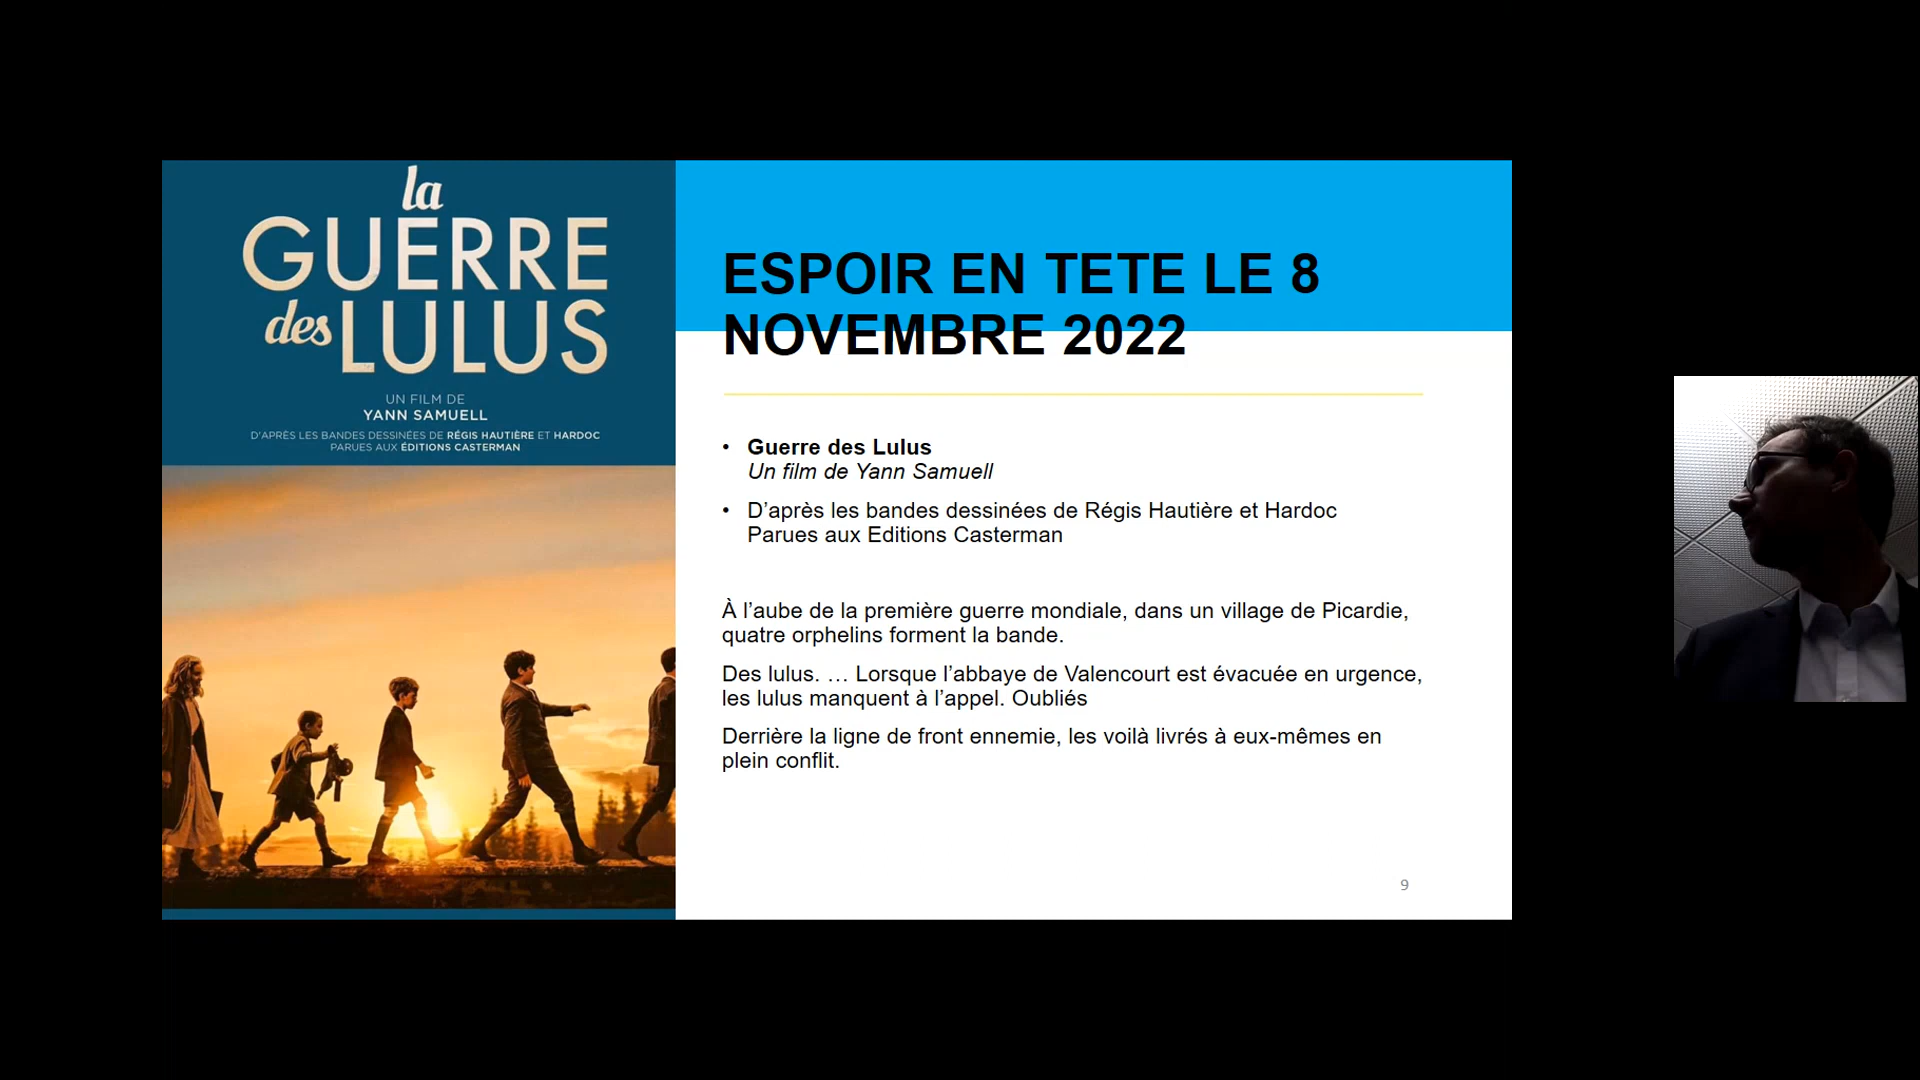 la
GUERRE
des LULUS
UN FILM DE
YANN SAMUELL
D'APRÈS LES BANDES DESSINÉES DE RÉGIS HAUTIÈRE ET HARDOC
PARUES AUX ÉDITIONS CASTERMAN
ESPOIR EN TETE LE 8
NOVEMBRE 2022
• Guerre des Lulus
Un film de Yann Samuell
• D’après les bandes dessinées de Régis Hautière et Hardoc
Parues aux Editions Casterman
À l’aube de la première guerre mondiale, dans un village de Picardie,
quatre orphelins forment la bande.
Des lulus. … Lorsque l’abbaye de Valencourt est évacuée en urgence,
les lulus manquent à l’appel. Oubliés
Derrière la ligne de front ennemie, les voilà livrés à eux-mêmes en
plein conflit.
9